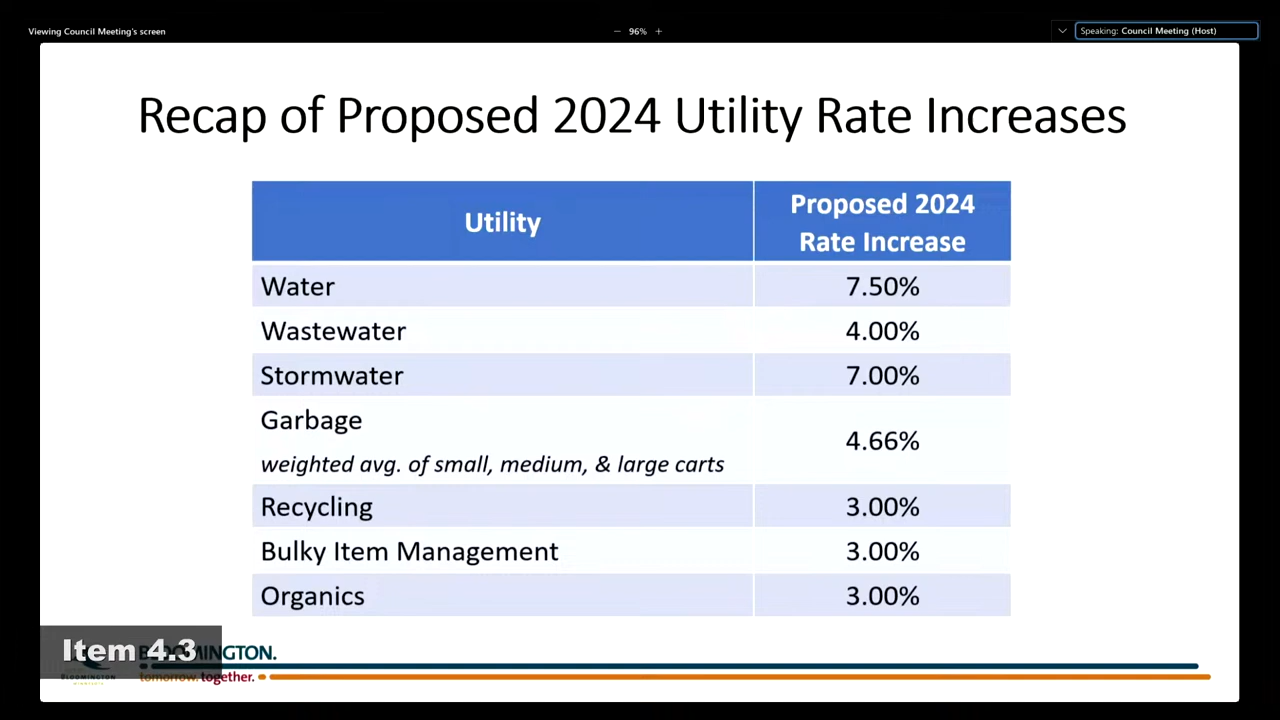 Viewing Council Meeting's screen
− 96% +
Speaking: Council Meeting (Host)
Recap of Proposed 2024 Utility Rate Increases
Utility
Proposed 2024
Rate Increase
Water 7.50%
Wastewater 4.00%
Stormwater 7.00%
Garbage
weighted avg. of small, medium, & large carts
4.66%
Recycling 3.00%
Bulky Item Management 3.00%
Organics 3.00%
Item 4.3
BLOOMINGTON.
tomorrow. together.
BLOOMINGTON